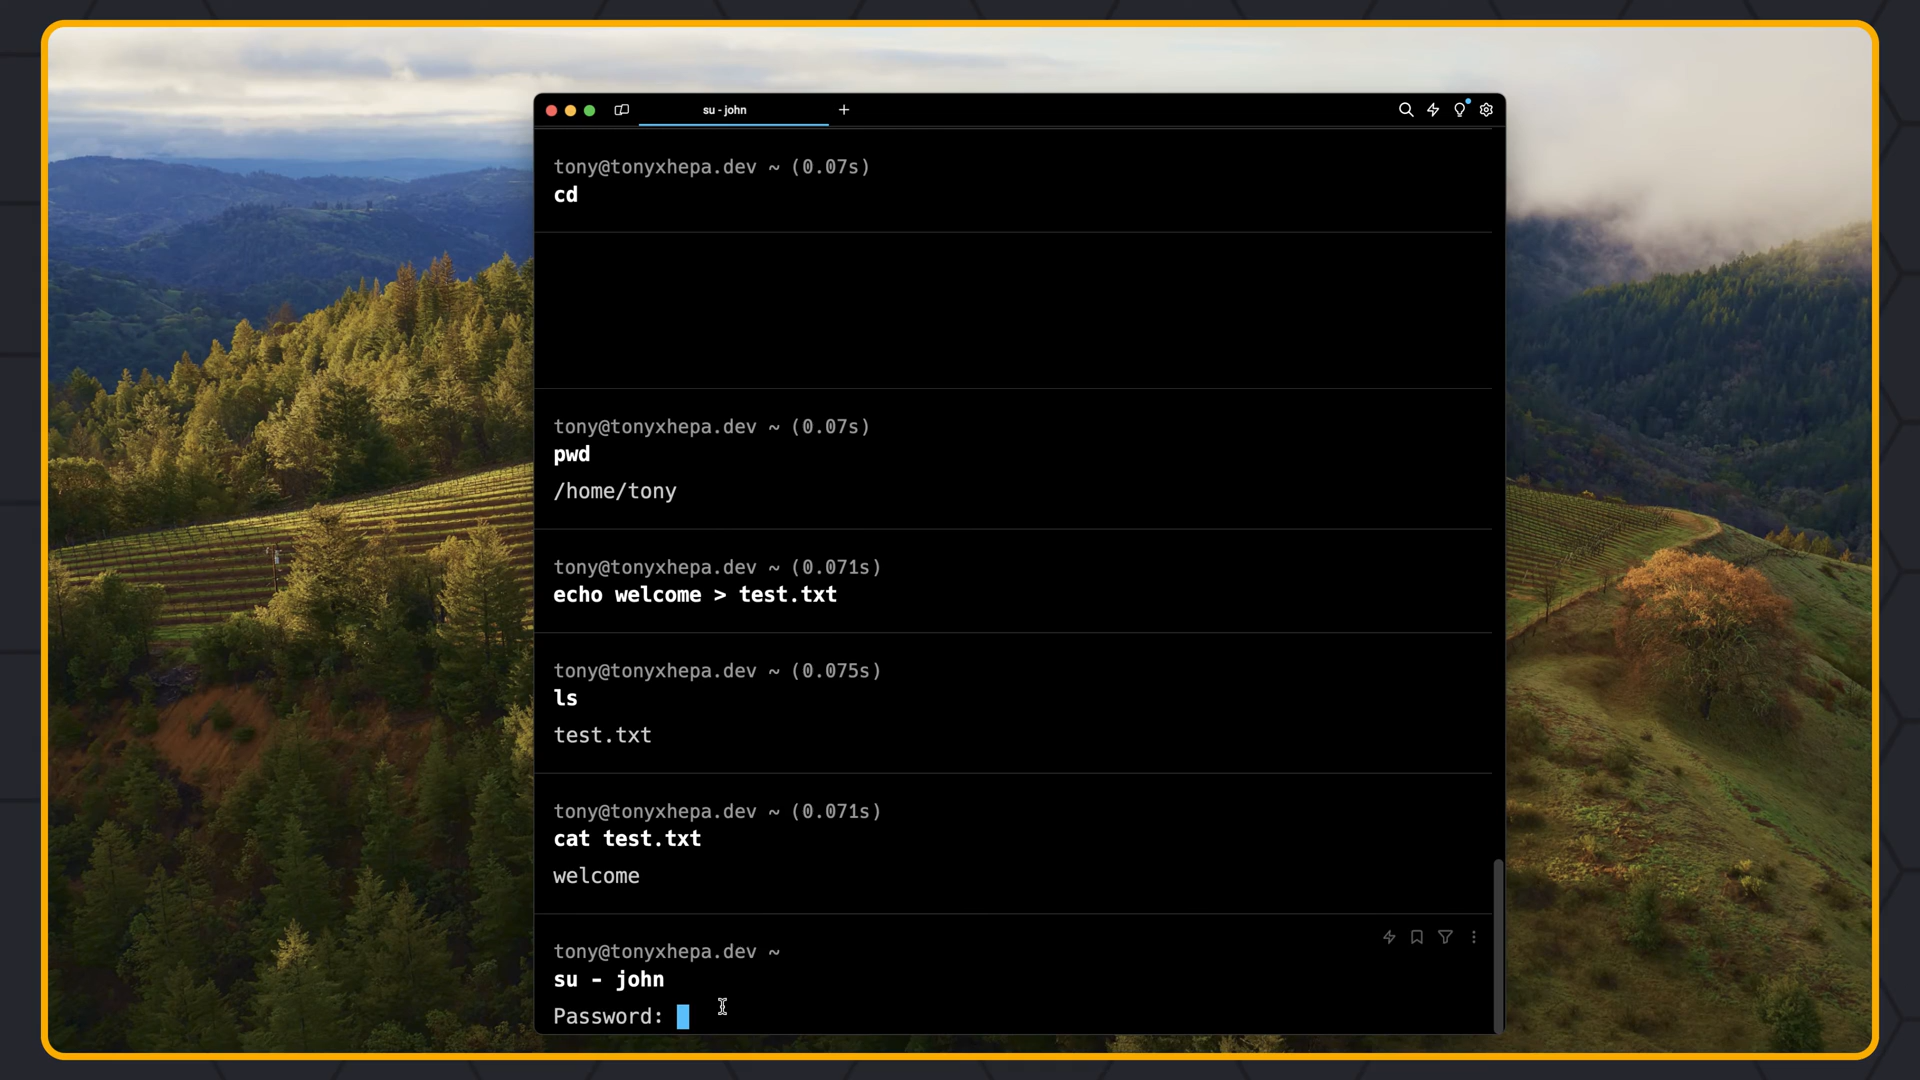 su - john
tony@tonyxhepa.dev ~ (0.07s)
cd
tony@tonyxhepa.dev ~ (0.07s)
pwd
/home/tony
tony@tonyxhepa.dev ~ (0.071s)
echo welcome > test.txt
tony@tonyxhepa.dev ~ (0.075s)
ls
test.txt
tony@tonyxhepa.dev ~ (0.071s)
cat test.txt
welcome
tony@tonyxhepa.dev ~
su - john
Password: